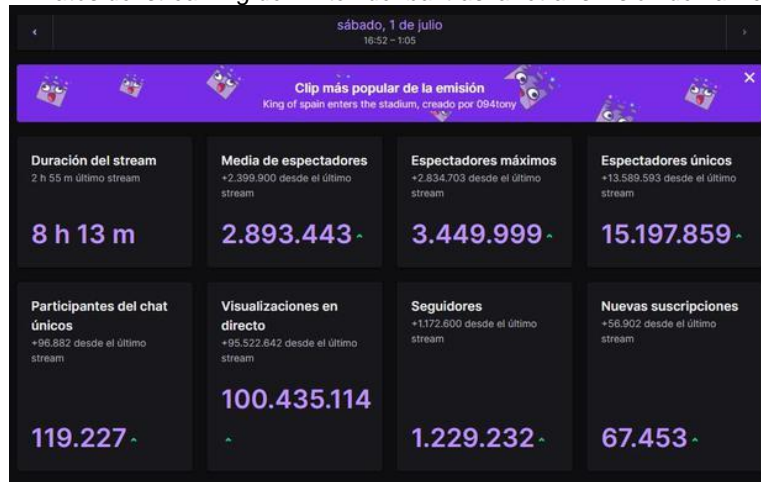 sábado, 1 de julio
16:52 – 1:05
Clip más popular de la emisión
King of spain enters the stadium, creado por 094tony
Duración del stream
2 h 55 m último stream
8 h 13 m
Media de espectadores
+2.399.900 desde el último
stream
2.893.443
Espectadores máximos
+2.834.703 desde el último
stream
3.449.999
Espectadores únicos
+13.589.593 desde el último
stream
15.197.859
Participantes del chat
únicos
+96.882 desde el último
stream
119.227
Visualizaciones en
directo
+95.522.642 desde el último
stream
100.435.114
Seguidores
+1.172.600 desde el último
stream
1.229.232
Nuevas suscripciones
+56.902 desde el último
stream
67.453